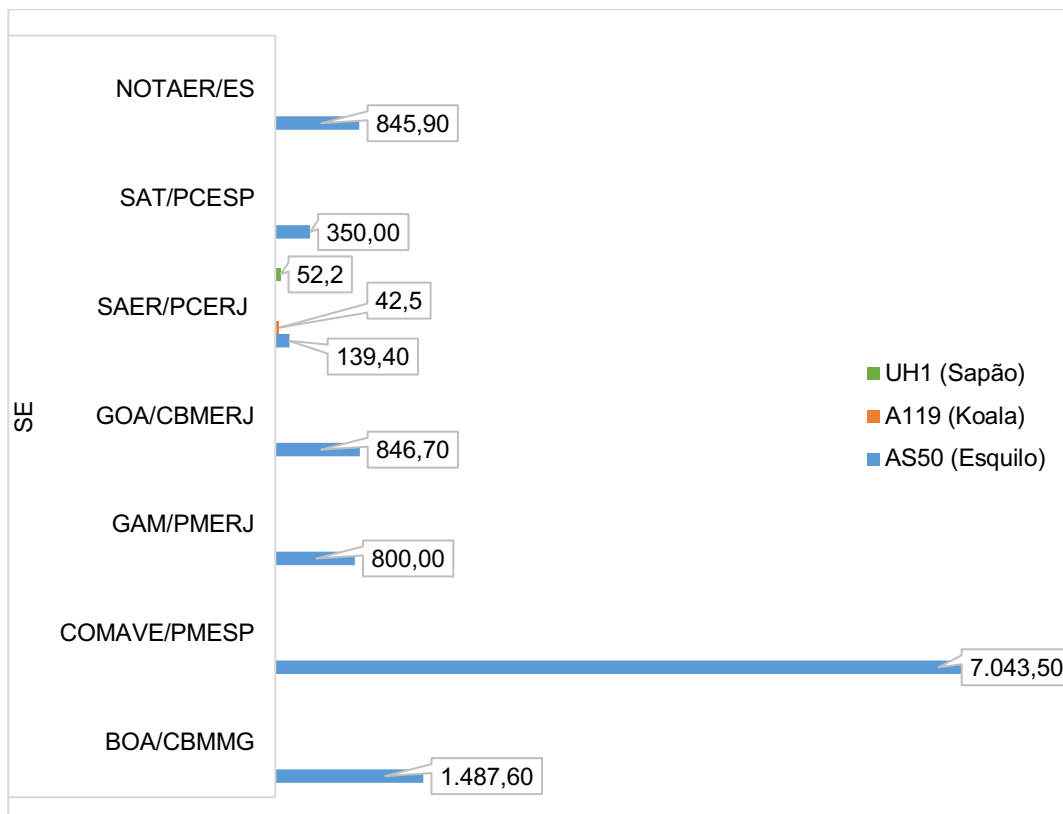 NOTAER/ES
845,90
SAT/PCESP
350,00
52,2
SAER/PCERJ
42,5
139,40
GOA/CBMERJ
846,70
GAM/PMERJ
800,00
COMAVE/PMESP
7.043,50
BOA/CBMMG
1.487,60
SE
UH1 (Sapão)
A119 (Koala)
AS50 (Esquilo)